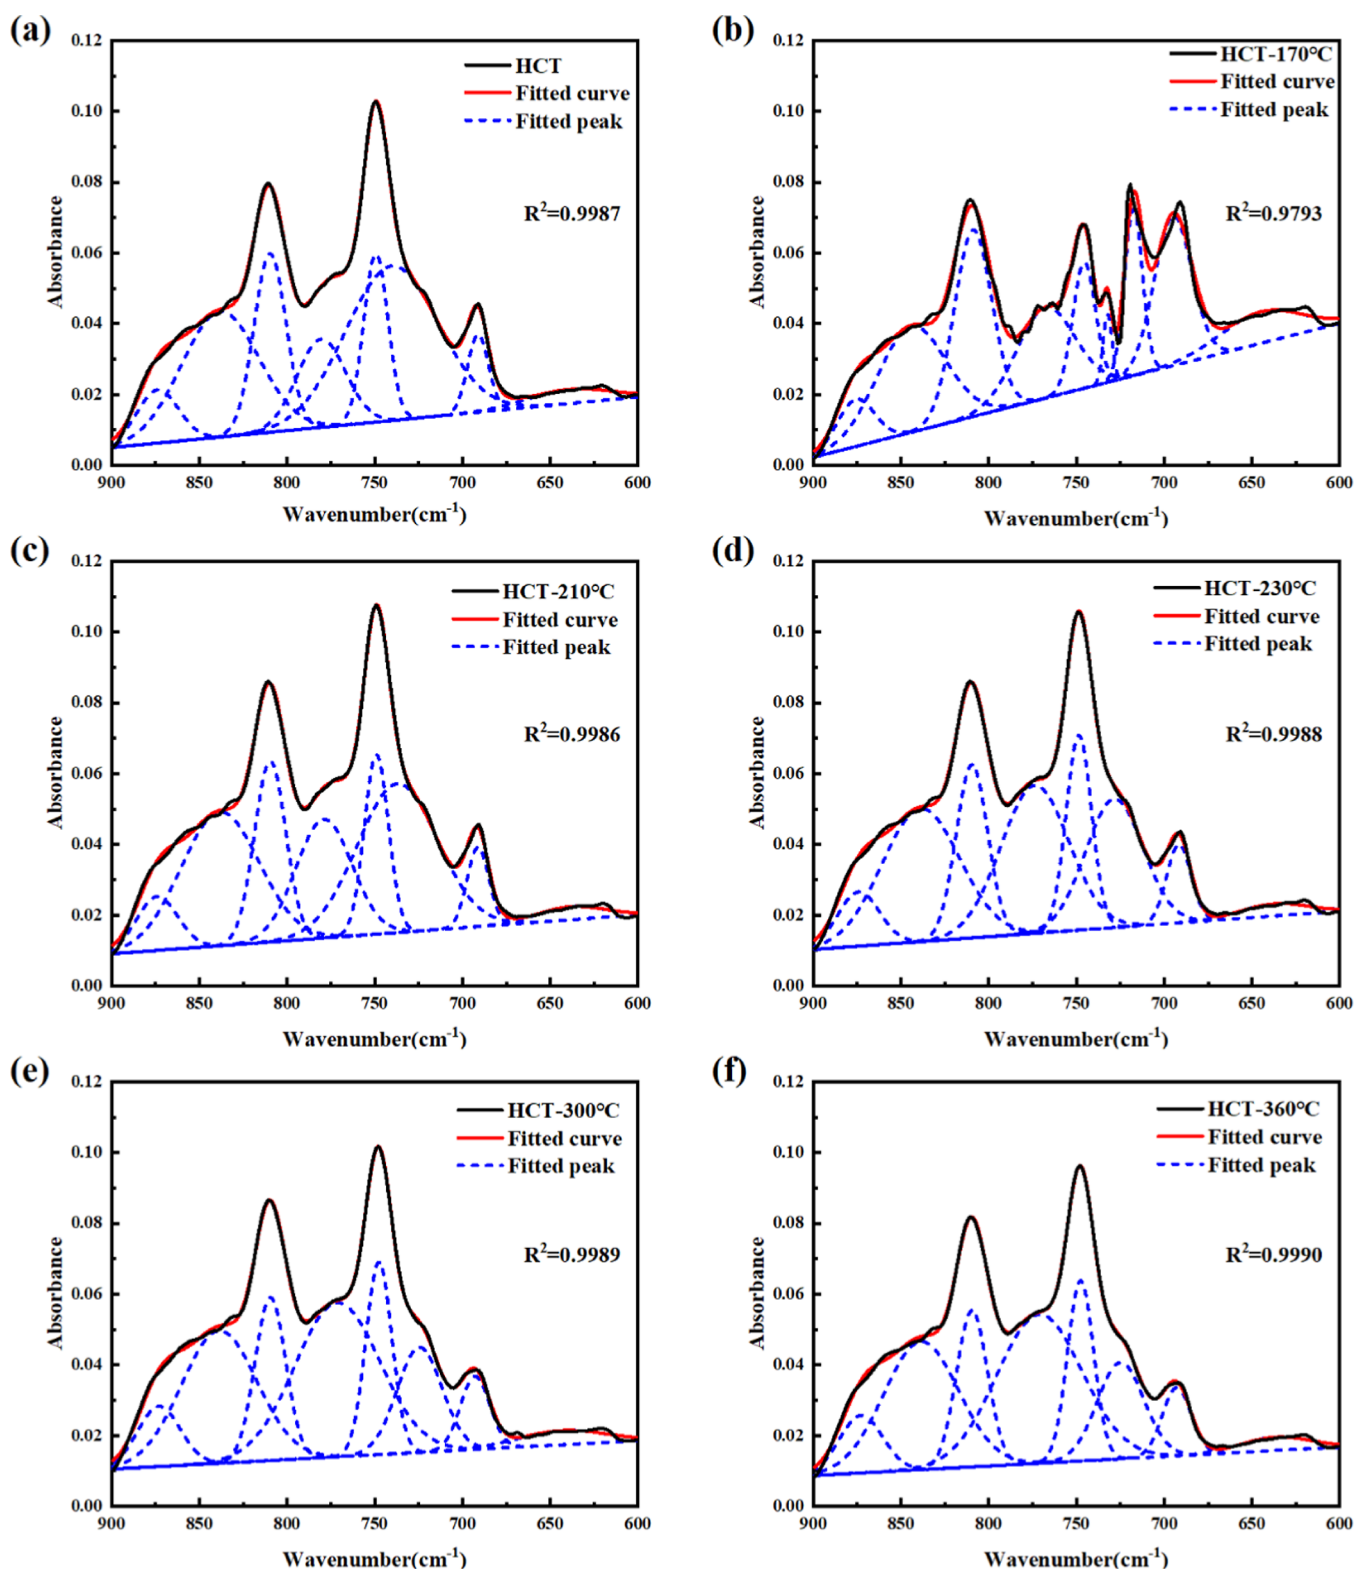 (a)
0.12
0.10
0.08
0.06
0.04
0.02
0.00
Absorbance
HCT
Fitted curve
Fitted peak
R²=0.9987
900 850 800 750 700 650 600
Wavenumber(cm⁻¹)
(b)
0.12
0.10
0.08
0.06
0.04
0.02
0.00
Absorbance
HCT-170°C
Fitted curve
Fitted peak
R²=0.9793
900 850 800 750 700 650 600
Wavenumber(cm⁻¹)
(c)
0.12
0.10
0.08
0.06
0.04
0.02
0.00
Absorbance
HCT-210°C
Fitted curve
Fitted peak
R²=0.9986
900 850 800 750 700 650 600
Wavenumber(cm⁻¹)
(d)
0.12
0.10
0.08
0.06
0.04
0.02
0.00
Absorbance
HCT-230°C
Fitted curve
Fitted peak
R²=0.9988
900 850 800 750 700 650 600
Wavenumber(cm⁻¹)
(e)
0.12
0.10
0.08
0.06
0.04
0.02
0.00
Absorbance
HCT-300°C
Fitted curve
Fitted peak
R²=0.9989
900 850 800 750 700 650 600
Wavenumber(cm⁻¹)
(f)
0.12
0.10
0.08
0.06
0.04
0.02
0.00
Absorbance
HCT-360°C
Fitted curve
Fitted peak
R²=0.9990
900 850 800 750 700 650 600
Wavenumber(cm⁻¹)